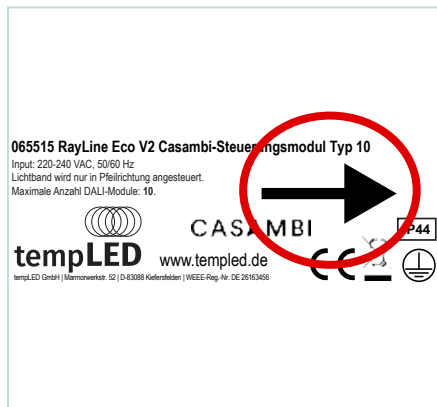 065515 RayLine Eco V2 Casambi-Steuerungsmodul Typ 10
Input: 220-240 VAC, 50/60 Hz
Lichtband wird nur in Pfeilrichtung angesteuert.
Maximale Anzahl DALI-Module: 10.
CASAMBI
IP44
tempLED
www.templed.de
CE
tempLED GmbH | Marmorwerkstr. 52 | D-83088 Kiefersfelden | WEEE-Reg.-Nr. DE 26163456